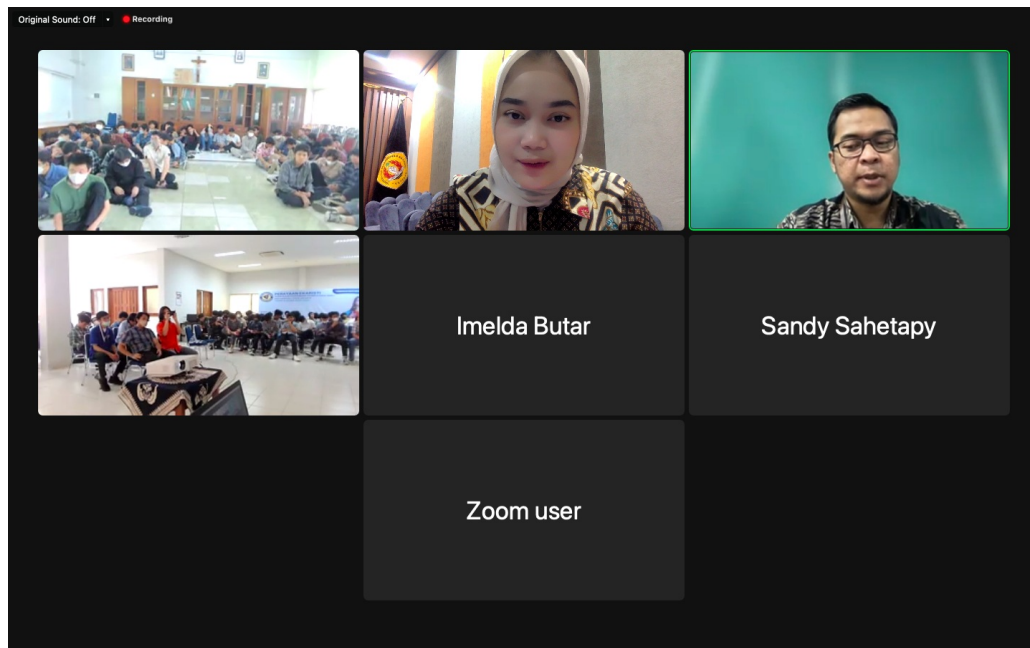 Original Sound: Off
Recording
Imelda Butar
Sandy Sahetapy
Zoom user